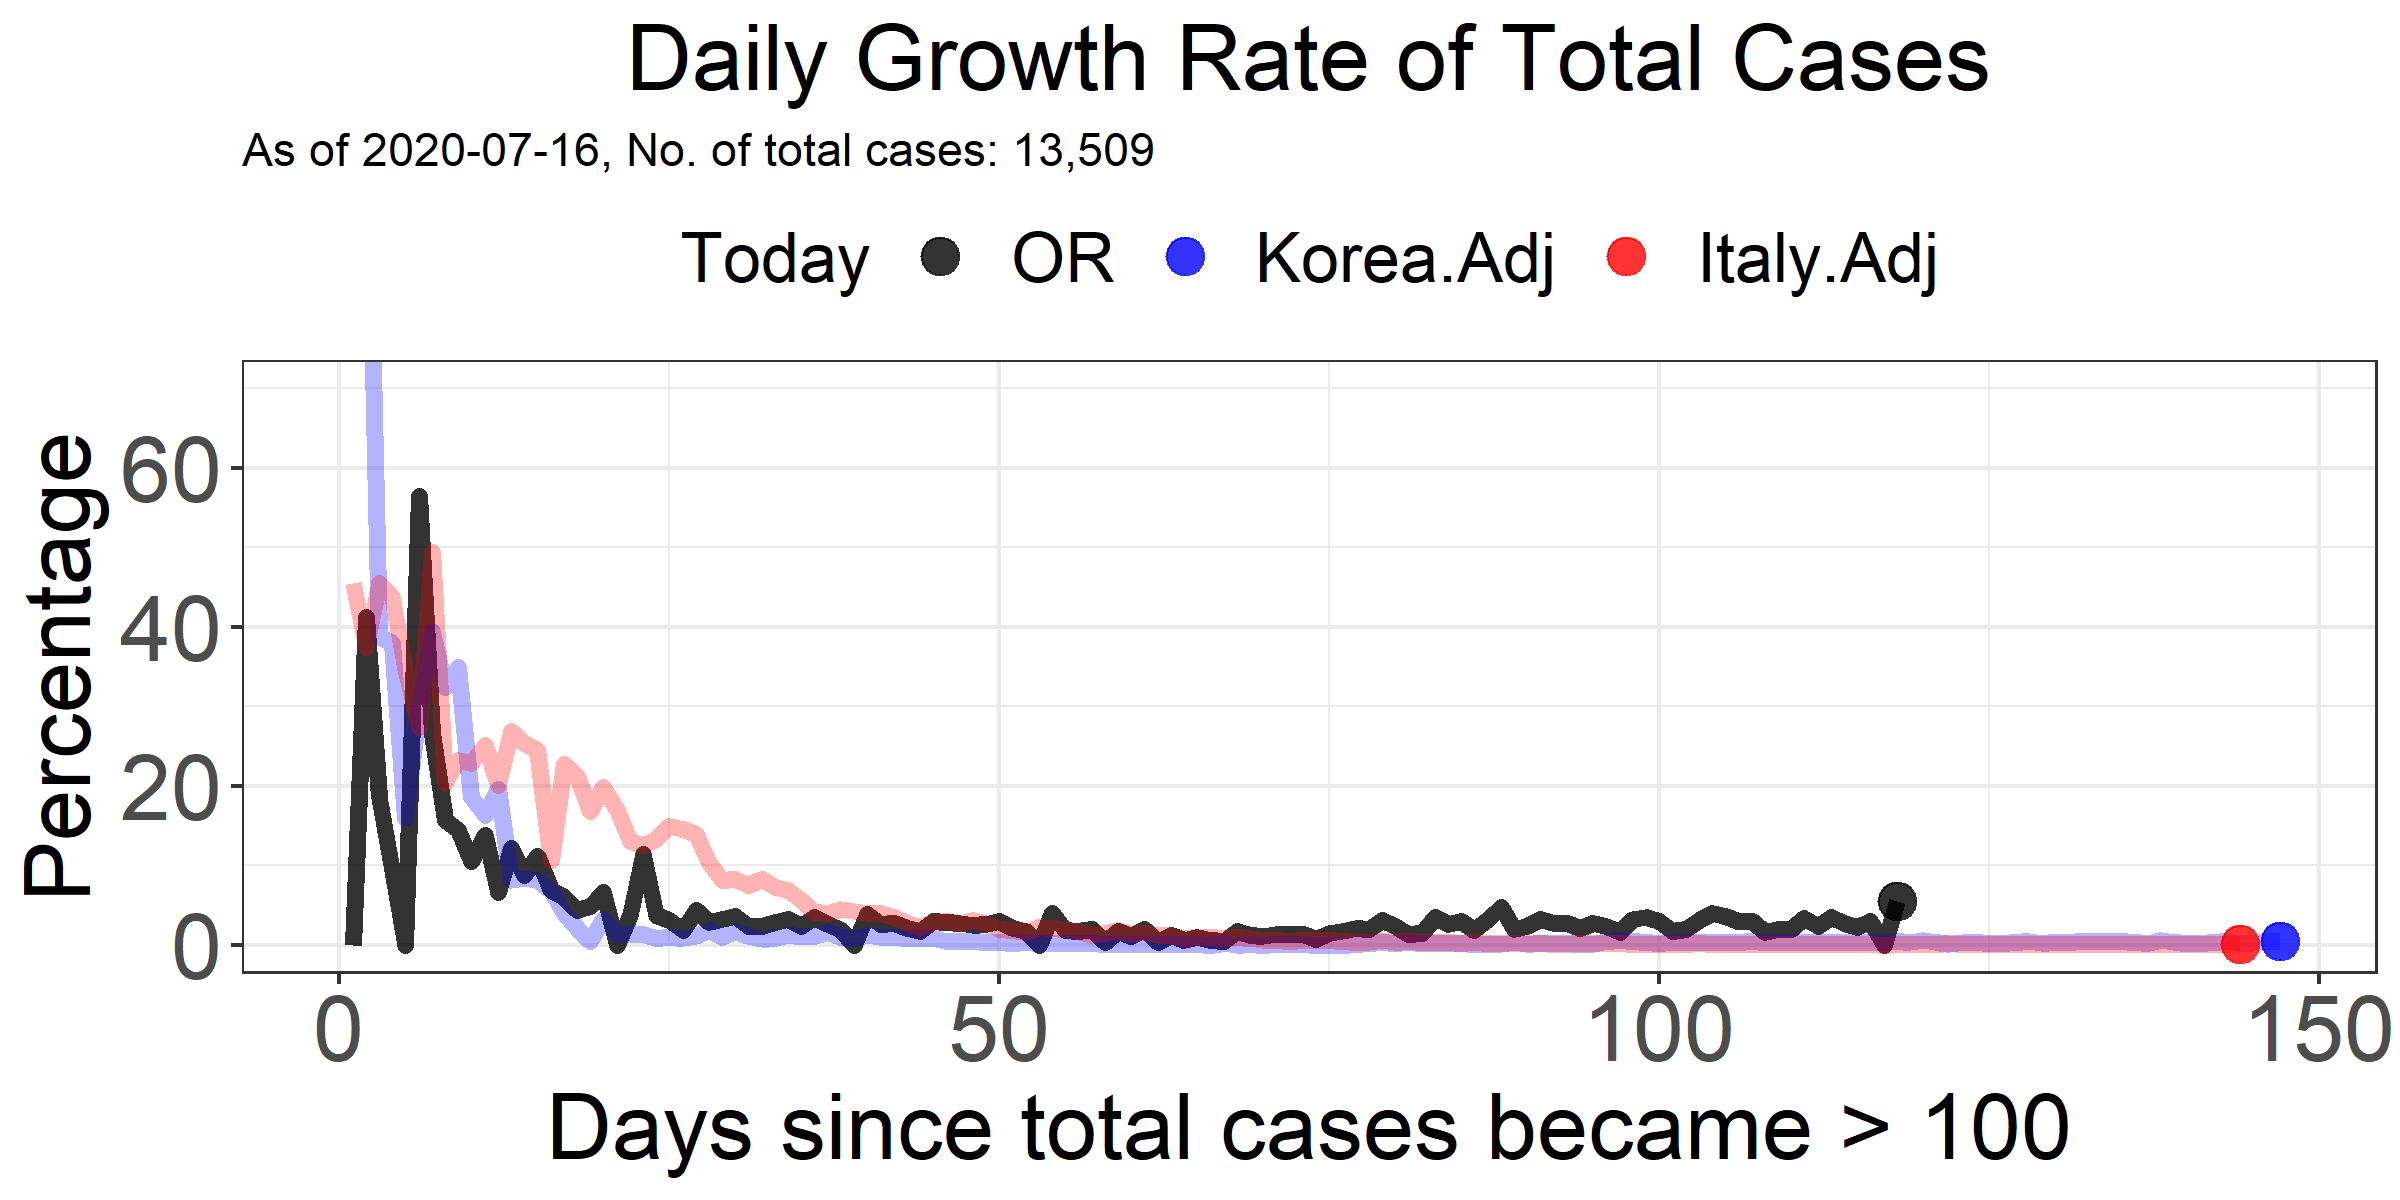 Daily Growth Rate of Total Cases
As of 2020-07-16, No. of total cases: 13,509
Today OR Korea.Adj Italy.Adj
Percentage
60
40
20
0
0 50 100 150
Days since total cases became > 100